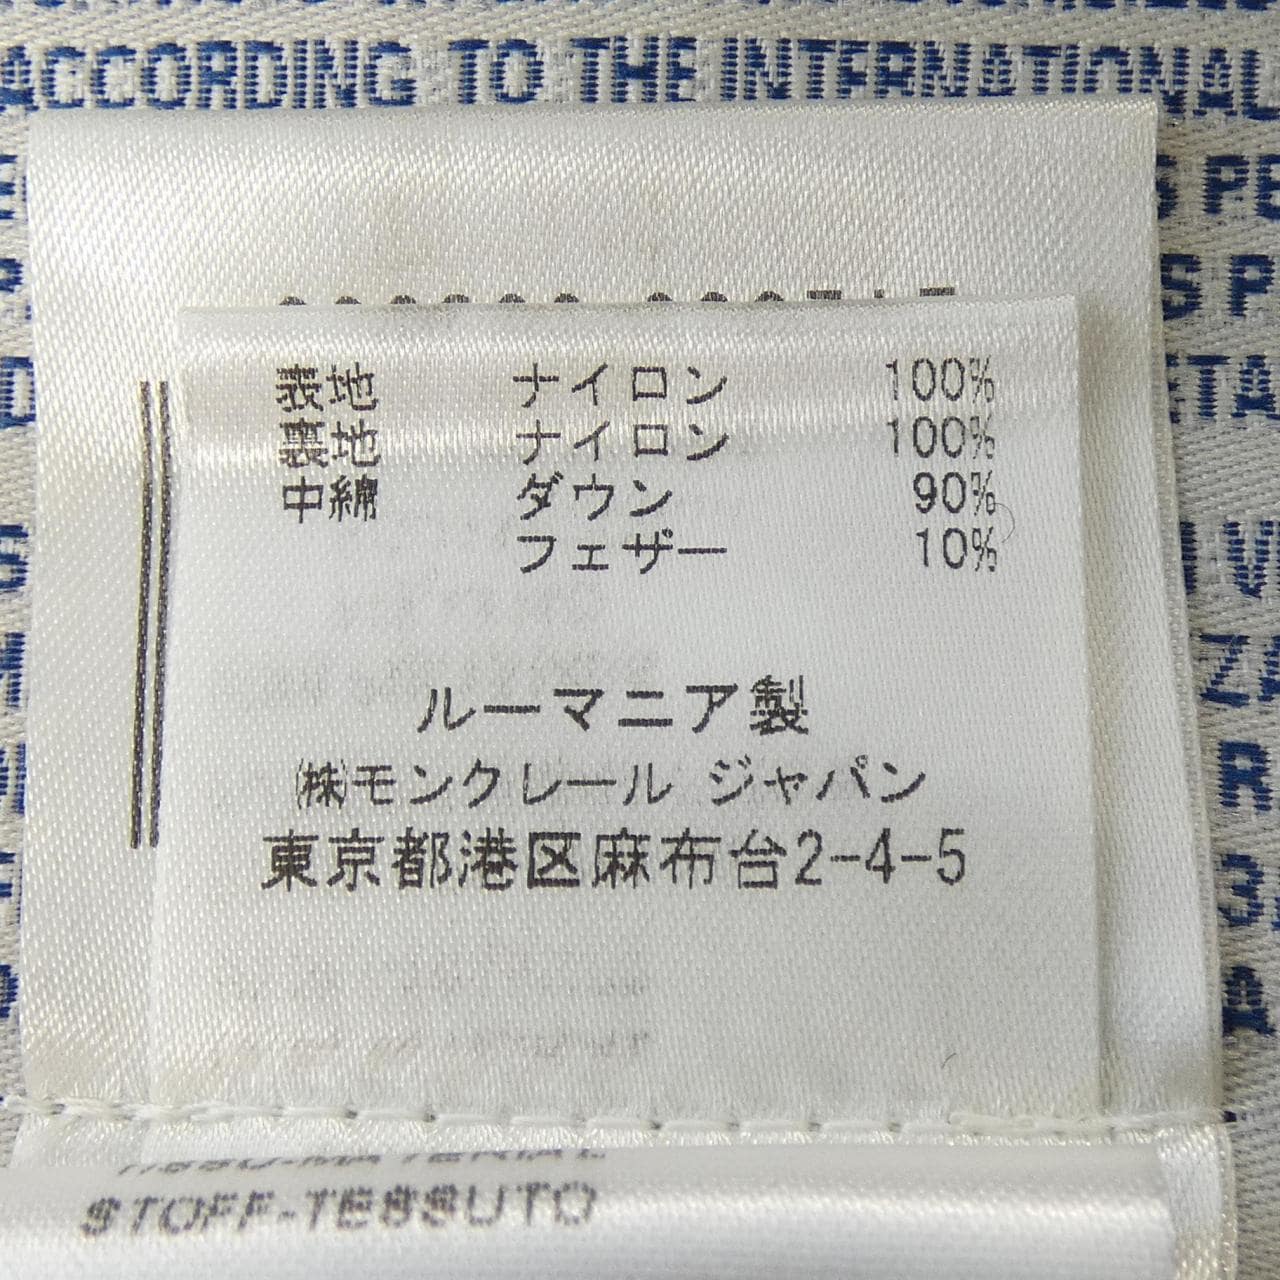 ACCORDING TO THE INTERNATIONAL
表地 ナイロン 100%
裏地 ナイロン 100%
中綿 ダウン 90%
フェザー 10%
ルーマニア製
㈱モンクレール ジャパン
東京都港区麻布台2-4-5
STOFF-TESSUTO